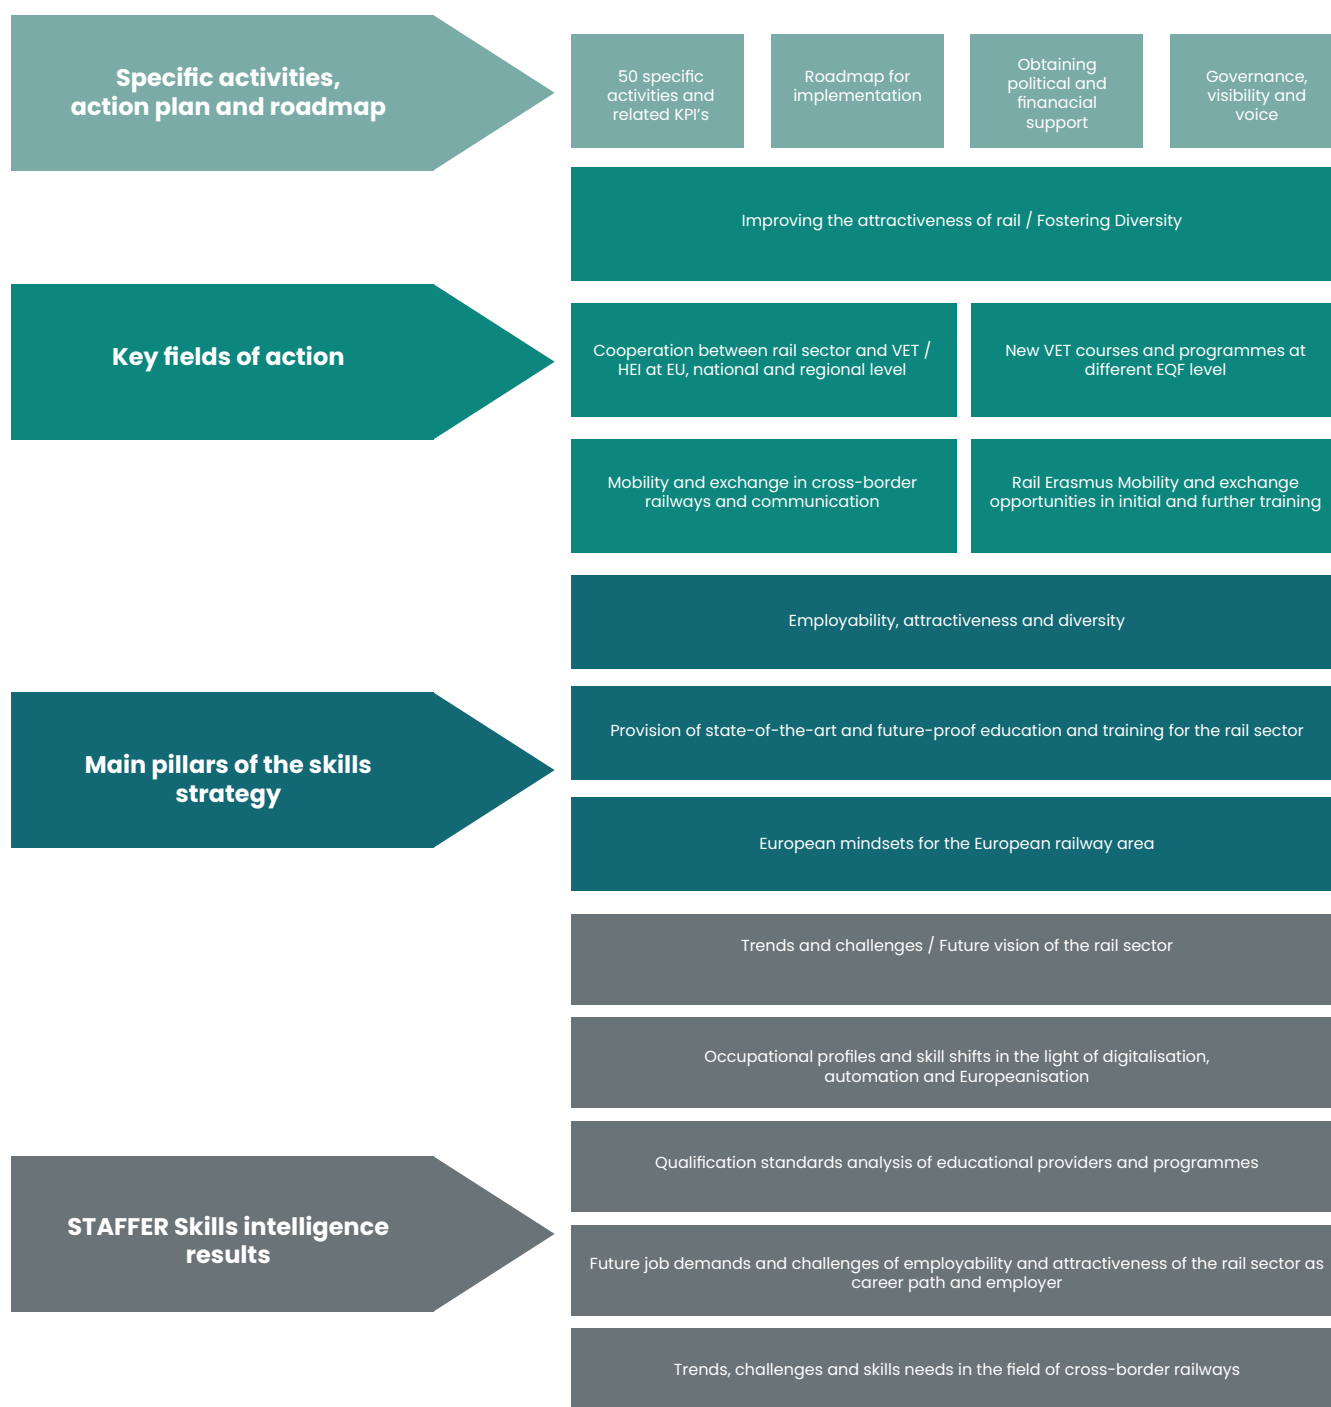 Specific activities,
action plan and roadmap
50 specific
activities and
related KPI’s
Roadmap for
implementation
Obtaining
political and
finanacial
support
Governance,
visibility and
voice
Improving the attractiveness of rail / Fostering Diversity
Key fields of action
Cooperation between rail sector and VET /
HEI at EU, national and regional level
New VET courses and programmes at
different EQF level
Mobility and exchange in cross-border
railways and communication
Rail Erasmus Mobility and exchange
opportunities in initial and further training
Employability, attractiveness and diversity
Main pillars of the skills
strategy
Provision of state-of-the-art and future-proof education and training for the rail sector
European mindsets for the European railway area
Trends and challenges / Future vision of the rail sector
Occupational profiles and skill shifts in the light of digitalisation,
automation and Europeanisation
Qualification standards analysis of educational providers and programmes
STAFFER Skills intelligence
results
Future job demands and challenges of employability and attractiveness of the rail sector as
career path and employer
Trends, challenges and skills needs in the field of cross-border railways